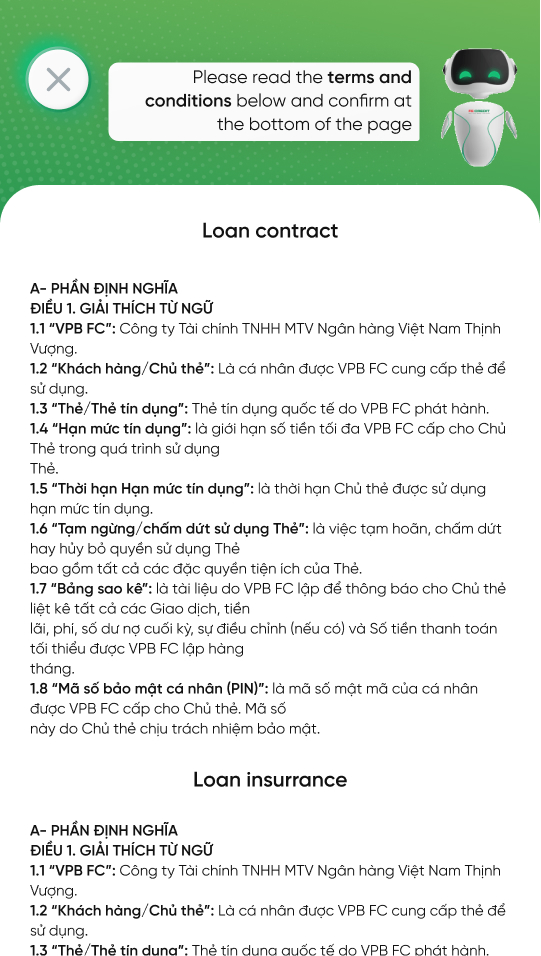 Please read the terms and
conditions below and confirm at
the bottom of the page
Loan contract
A- PHẦN ĐỊNH NGHĨA
ĐIỀU 1. GIẢI THÍCH TỪ NGỮ
1.1 “VPB FC”: Công ty Tài chính TNHH MTV Ngân hàng Việt Nam Thịnh
Vượng.
1.2 “Khách hàng/Chủ thẻ”: Là cá nhân được VPB FC cung cấp thẻ để
sử dụng.
1.3 “Thẻ/Thẻ tín dụng”: Thẻ tín dụng quốc tế do VPB FC phát hành.
1.4 “Hạn mức tín dụng”: là giới hạn số tiền tối đa VPB FC cấp cho Chủ
Thẻ trong quá trình sử dụng
Thẻ.
1.5 “Thời hạn Hạn mức tín dụng”: là thời hạn Chủ thẻ được sử dụng
hạn mức tín dụng.
1.6 “Tạm ngừng/chấm dứt sử dụng Thẻ”: là việc tạm hoãn, chấm dứt
hay hủy bỏ quyền sử dụng Thẻ
bao gồm tất cả các đặc quyền tiện ích của Thẻ.
1.7 “Bảng sao kê”: là tài liệu do VPB FC lập để thông báo cho Chủ thẻ
liệt kê tất cả các Giao dịch, tiền
lãi, phí, số dư nợ cuối kỳ, sự điều chỉnh (nếu có) và Số tiền thanh toán
tối thiểu được VPB FC lập hàng
tháng.
1.8 “Mã số bảo mật cá nhân (PIN)”: là mã số mật mã của cá nhân
được VPB FC cấp cho Chủ thẻ. Mã số
này do Chủ thẻ chịu trách nhiệm bảo mật.
Loan insurrance
A- PHẦN ĐỊNH NGHĨA
ĐIỀU 1. GIẢI THÍCH TỪ NGỮ
1.1 “VPB FC”: Công ty Tài chính TNHH MTV Ngân hàng Việt Nam Thịnh
Vượng.
1.2 “Khách hàng/Chủ thẻ”: Là cá nhân được VPB FC cung cấp thẻ để
sử dụng.
1.3 “Thẻ/Thẻ tín dụng”: Thẻ tín dụng quốc tế do VPB FC phát hành.